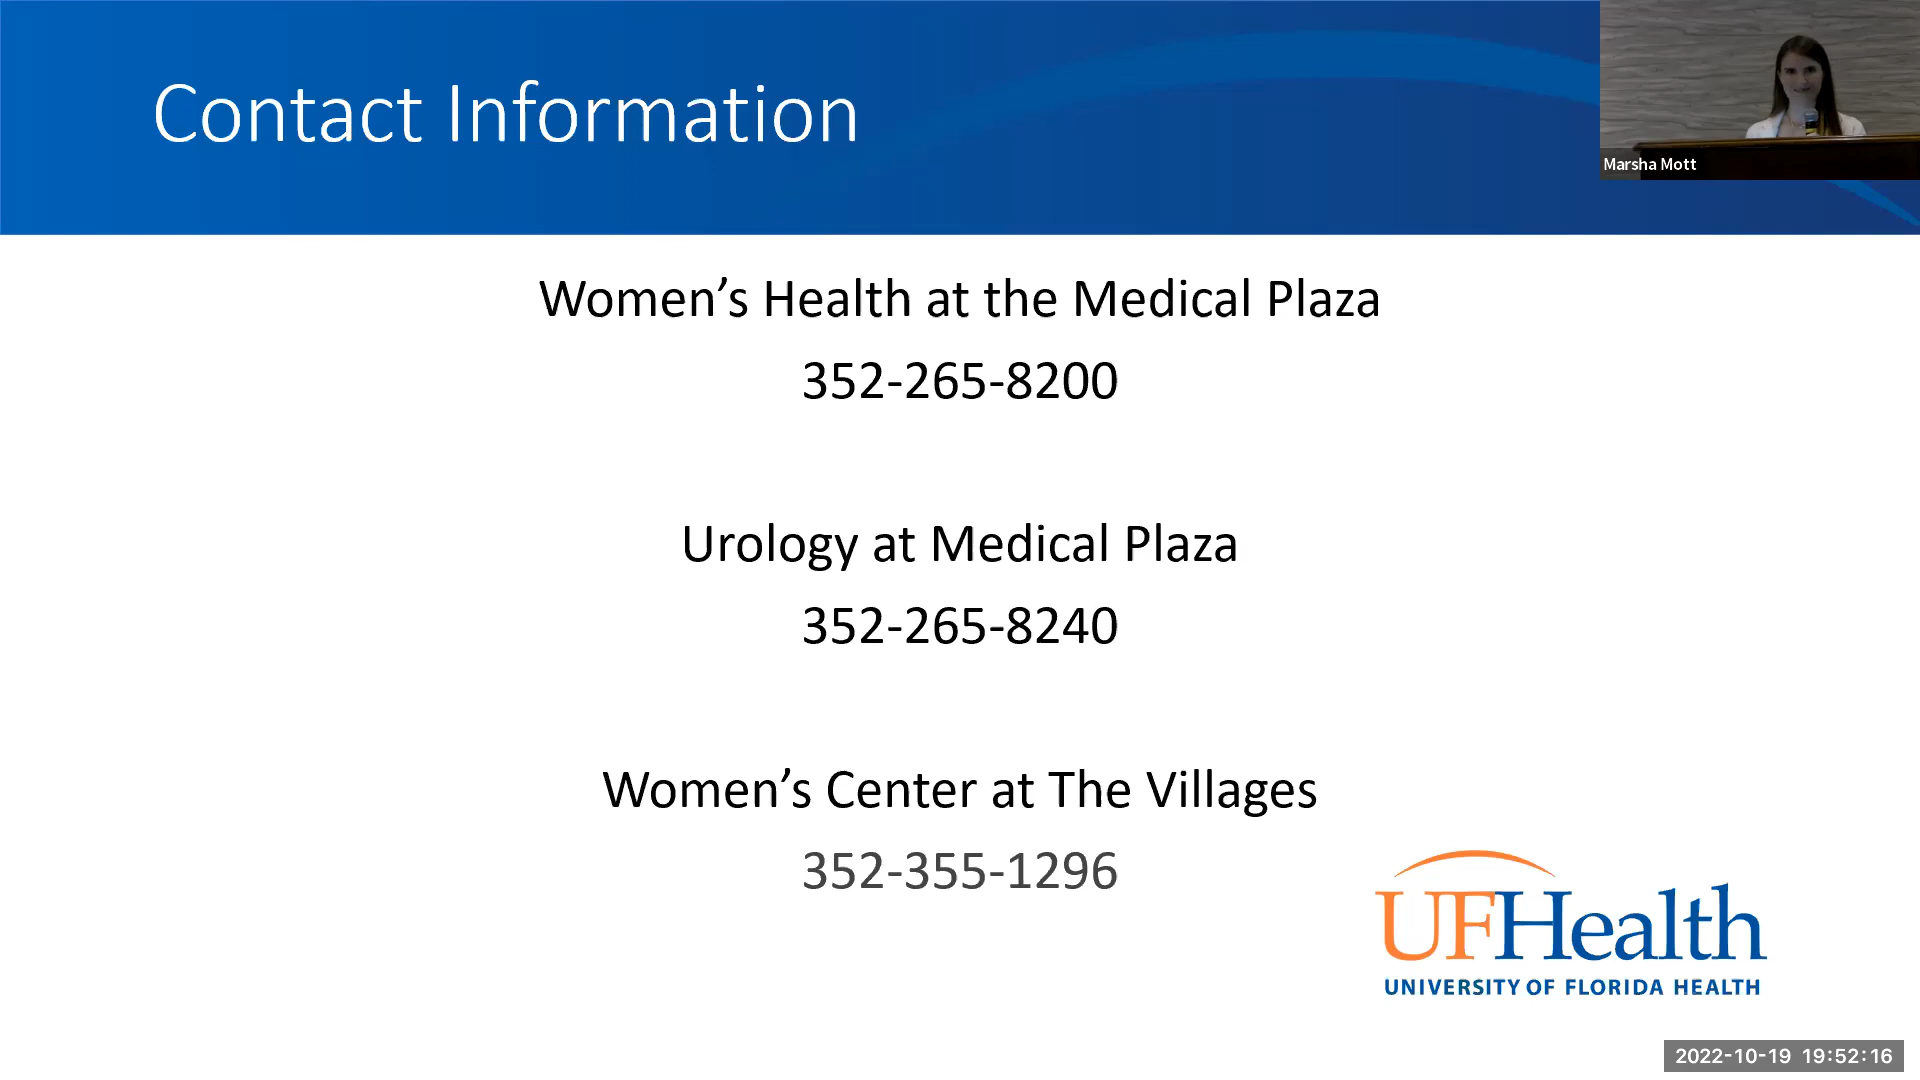 Contact Information
Marsha Mott
Women’s Health at the Medical Plaza
352-265-8200
Urology at Medical Plaza
352-265-8240
Women’s Center at The Villages
352-355-1296
UFHealth
UNIVERSITY OF FLORIDA HEALTH
2022-10-19 19:52:16